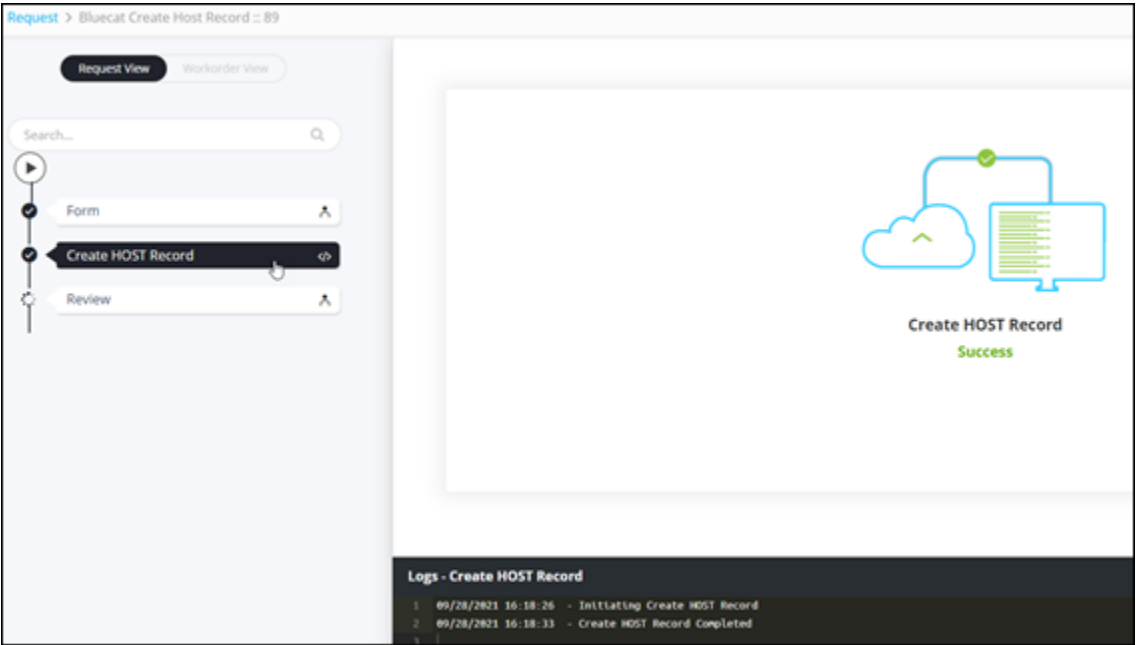 Request > Bluecat Create Host Record :: 89
Request View Workorder View
Search...
Form
Create HOST Record </>
Review
Create HOST Record
Success
Logs - Create HOST Record
1 09/28/2021 16:18:26 - Initiating Create HOST Record
2 09/28/2021 16:18:33 - Create HOST Record Completed
3